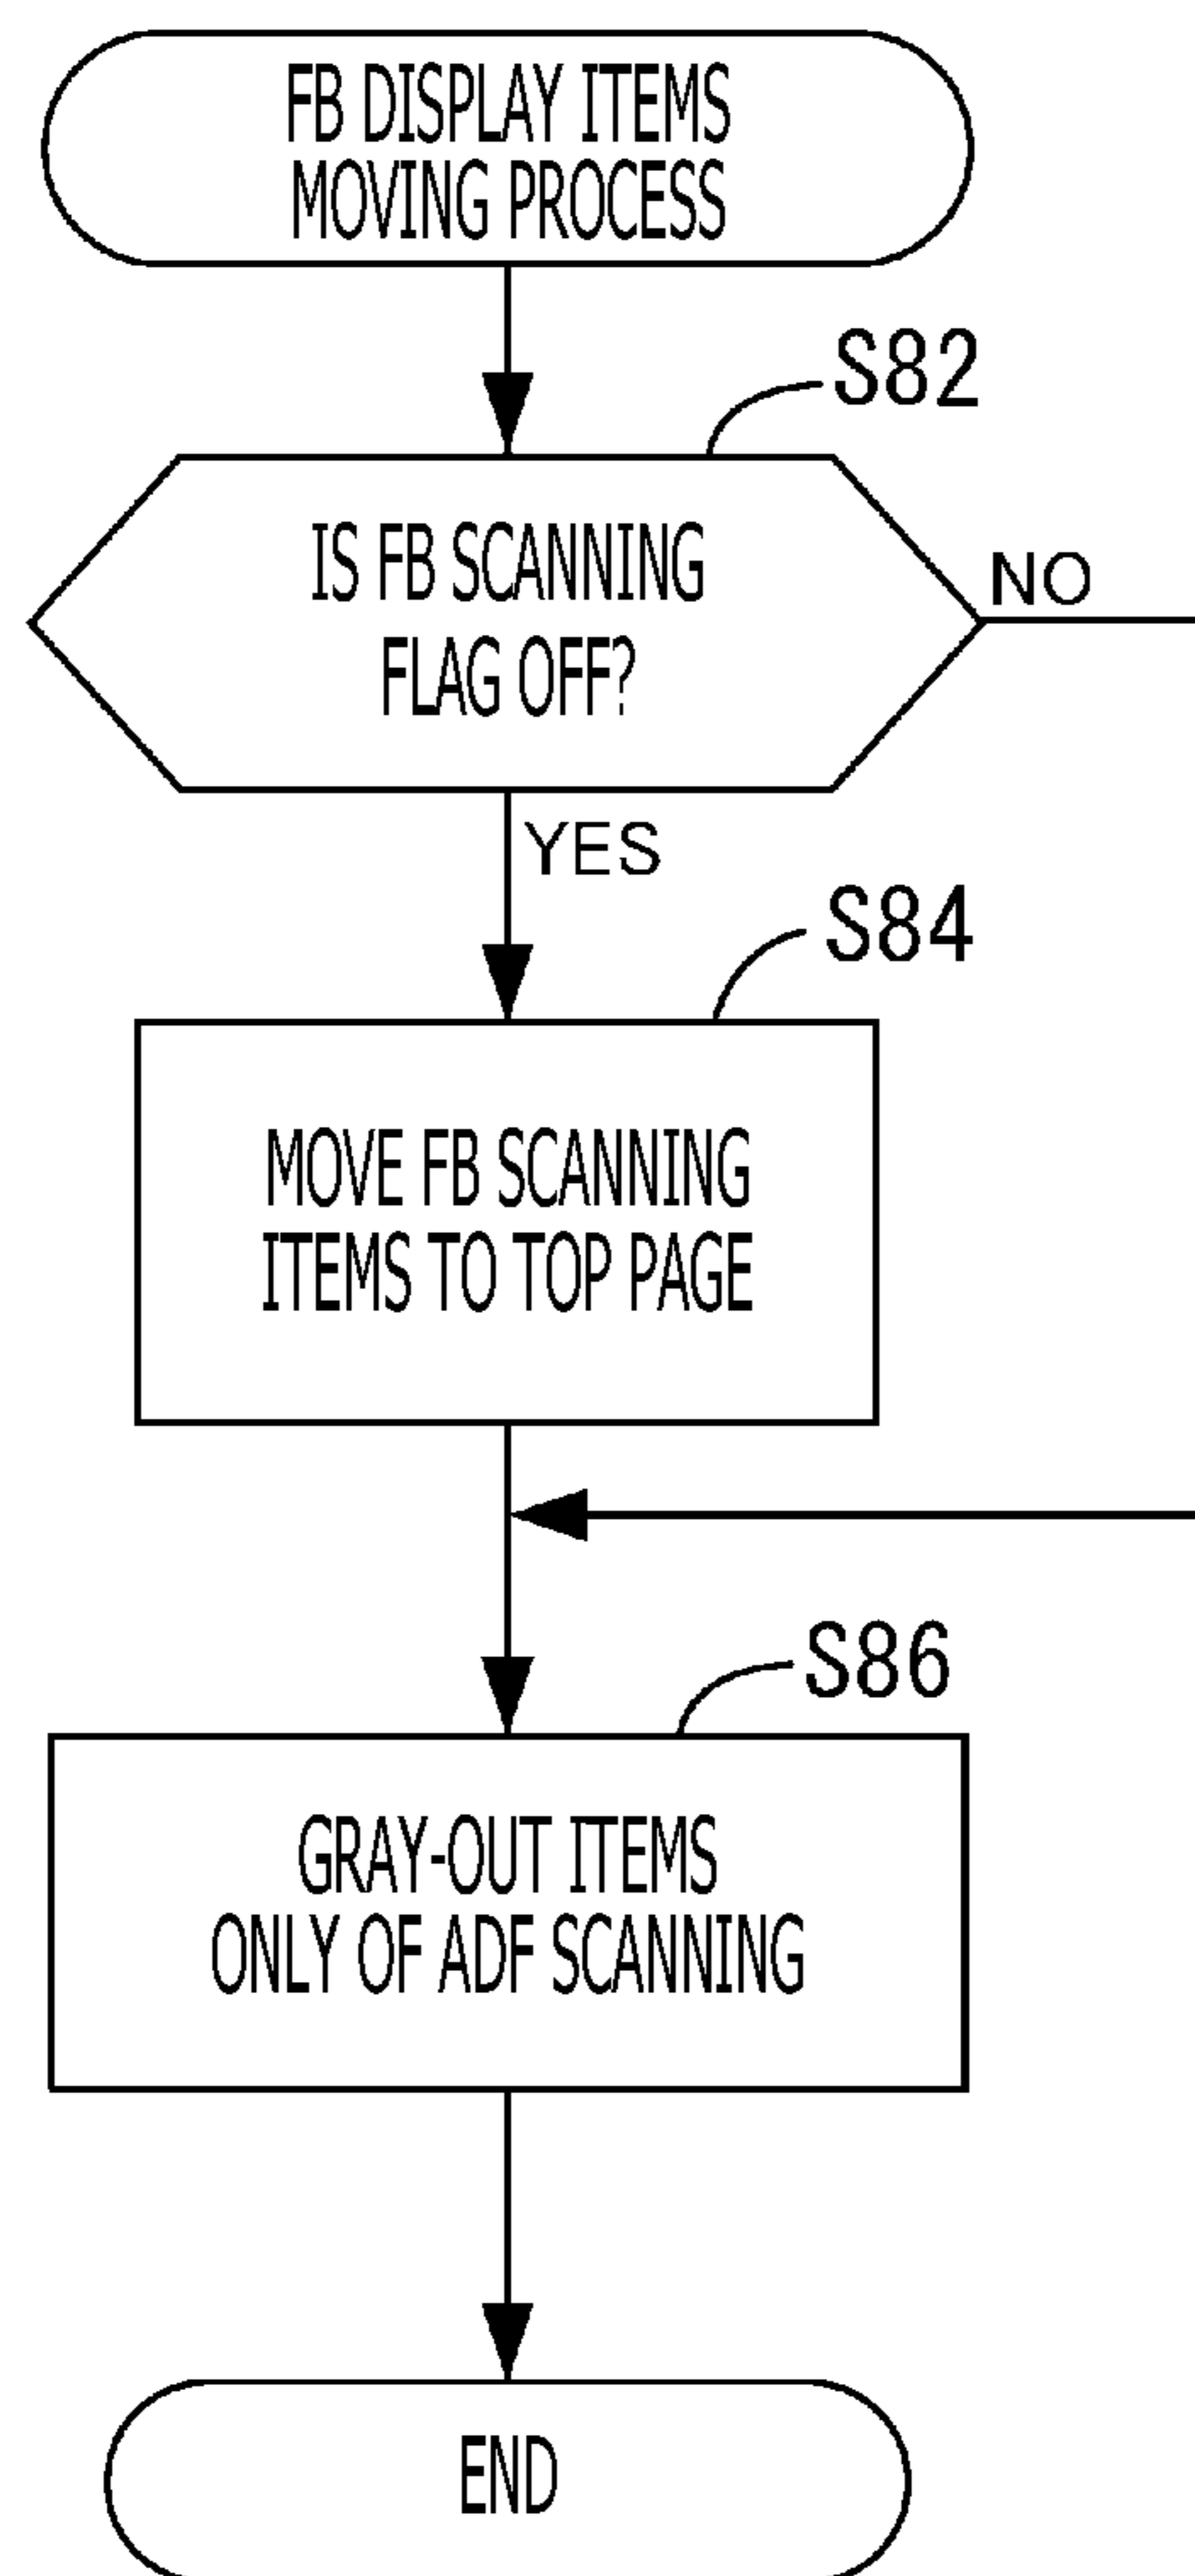 FB DISPLAY ITEMS
MOVING PROCESS
S82
IS FB SCANNING
FLAG OFF?
NO
YES
S84
MOVE FB SCANNING
ITEMS TO TOP PAGE
S86
GRAY-OUT ITEMS
ONLY OF ADF SCANNING
END